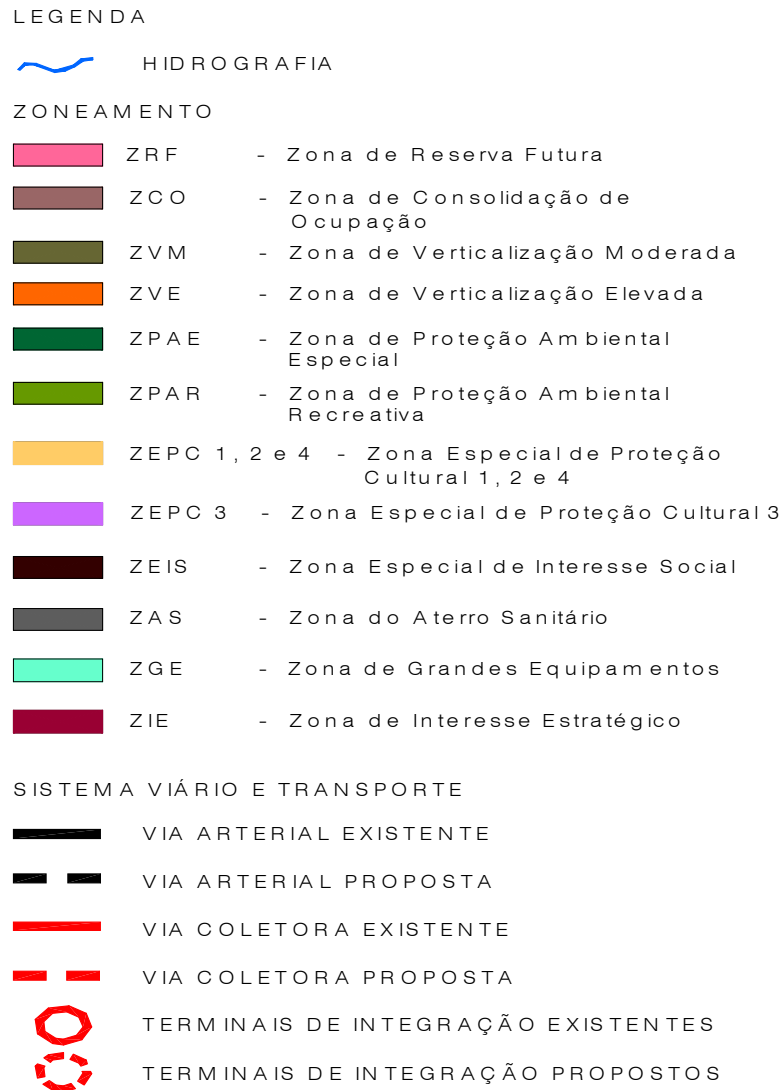 LEGENDA
HIDROGRAFIA
ZONEAMENTO
ZRF - Zona de Reserva Futura
ZCO - Zona de Consolidação de
Ocupação
ZVM - Zona de Verticalização Moderada
ZVE - Zona de Verticalização Elevada
ZPAE - Zona de Proteção Ambiental
Especial
ZPAR - Zona de Proteção Ambiental
Recreativa
ZEPC 1, 2 e 4 - Zona Especial de Proteção
Cultural 1, 2 e 4
ZEPC 3 - Zona Especial de Proteção Cultural 3
ZEIS - Zona Especial de Interesse Social
ZAS - Zona do Aterro Sanitário
ZGE - Zona de Grandes Equipamentos
ZIE - Zona de Interesse Estratégico
SISTEMA VIÁRIO E TRANSPORTE
VIA ARTERIAL EXISTENTE
VIA ARTERIAL PROPOSTA
VIA COLETORA EXISTENTE
VIA COLETORA PROPOSTA
TERMINAIS DE INTEGRAÇÃO EXISTENTES
TERMINAIS DE INTEGRAÇÃO PROPOSTOS